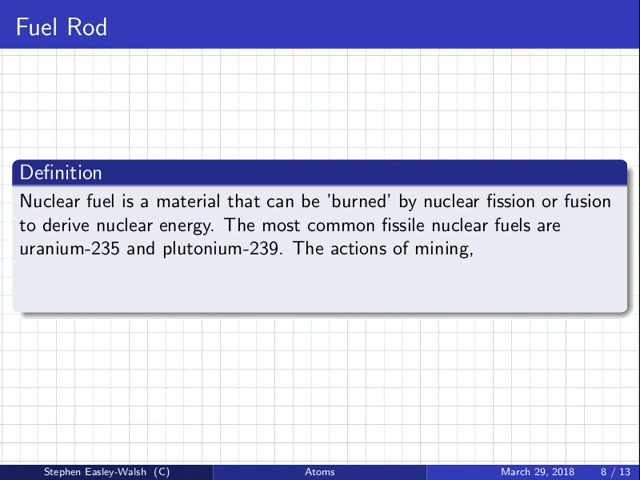 Fuel Rod
Definition
Nuclear fuel is a material that can be 'burned' by nuclear fission or fusion
to derive nuclear energy. The most common fissile nuclear fuels are
uranium-235 and plutonium-239. The actions of mining,
Stephen Easley-Walsh (C) Atoms March 29, 2018 8 / 13